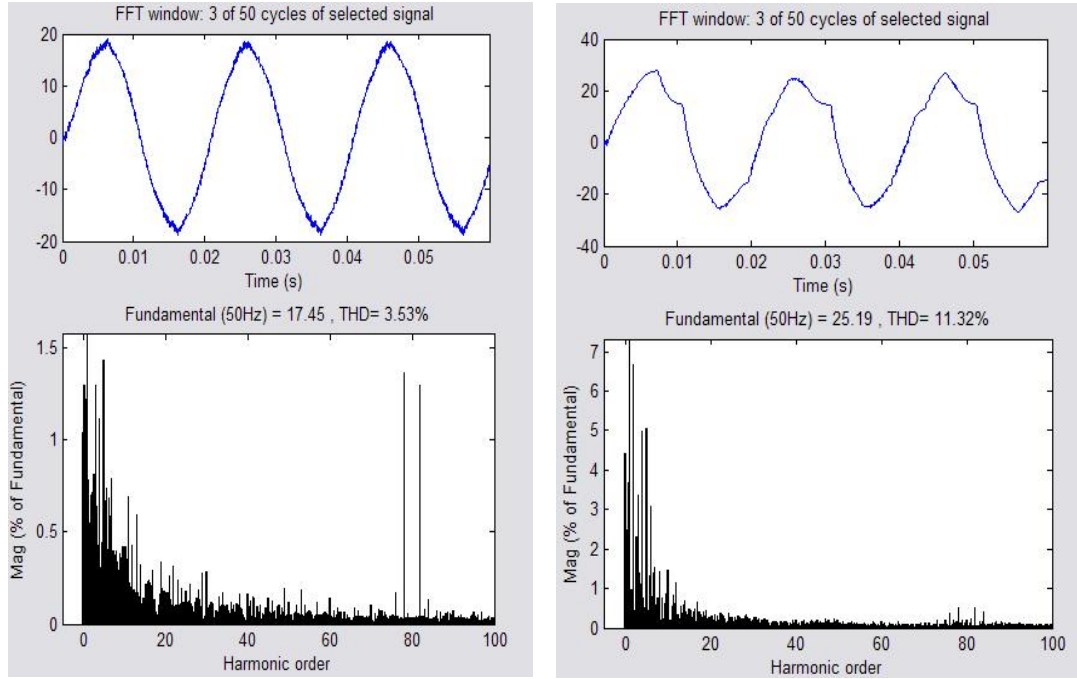 FFT window: 3 of 50 cycles of selected signal
20
10
0
-10
-20
0 0.01 0.02 0.03 0.04 0.05
Time (s)
Fundamental (50Hz) = 17.45 , THD= 3.53%
Mag (% of Fundamental)
1.5
1
0.5
0
0 20 40 60 80 100
Harmonic order
FFT window: 3 of 50 cycles of selected signal
40
20
0
-20
-40
0 0.01 0.02 0.03 0.04 0.05
Time (s)
Fundamental (50Hz) = 25.19 , THD= 11.32%
Mag (% of Fundamental)
7
6
5
4
3
2
1
0
0 20 40 60 80 100
Harmonic order